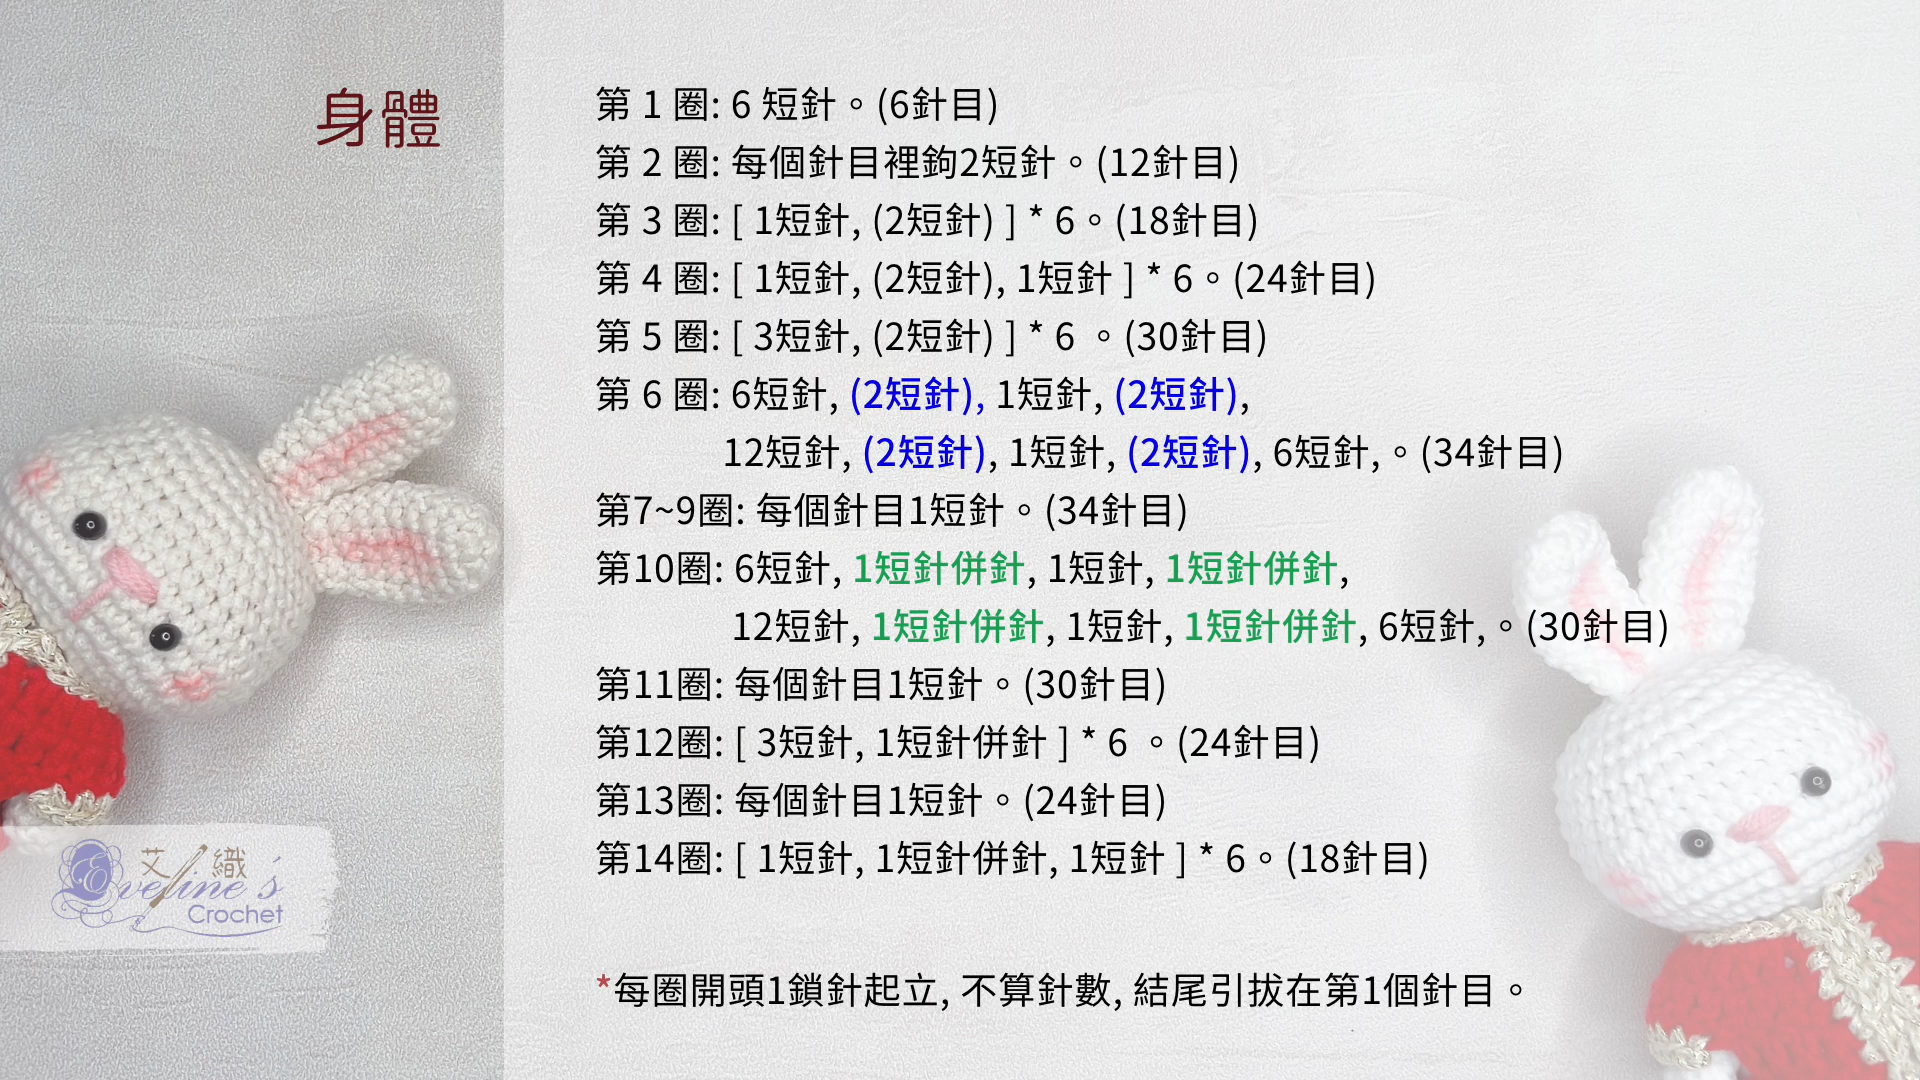 身體
第 1 圈: 6 短針。(6針目)
第 2 圈: 每個針目裡鉤2短針。(12針目)
第 3 圈: [ 1短針, (2短針) ] * 6。(18針目)
第 4 圈: [ 1短針, (2短針), 1短針 ] * 6。(24針目)
第 5 圈: [ 3短針, (2短針) ] * 6 。(30針目)
第 6 圈: 6短針, (2短針), 1短針, (2短針),
12短針, (2短針), 1短針, (2短針), 6短針,。(34針目)
第7~9圈: 每個針目1短針。(34針目)
第10圈: 6短針, 1短針併針, 1短針, 1短針併針,
12短針, 1短針併針, 1短針, 1短針併針, 6短針,。(30針目)
第11圈: 每個針目1短針。(30針目)
第12圈: [ 3短針, 1短針併針 ] * 6 。(24針目)
第13圈: 每個針目1短針。(24針目)
第14圈: [ 1短針, 1短針併針, 1短針 ] * 6。(18針目)
*每圈開頭1鎖針起立, 不算針數, 結尾引拔在第1個針目。
艾織
Eveline's
Crochet